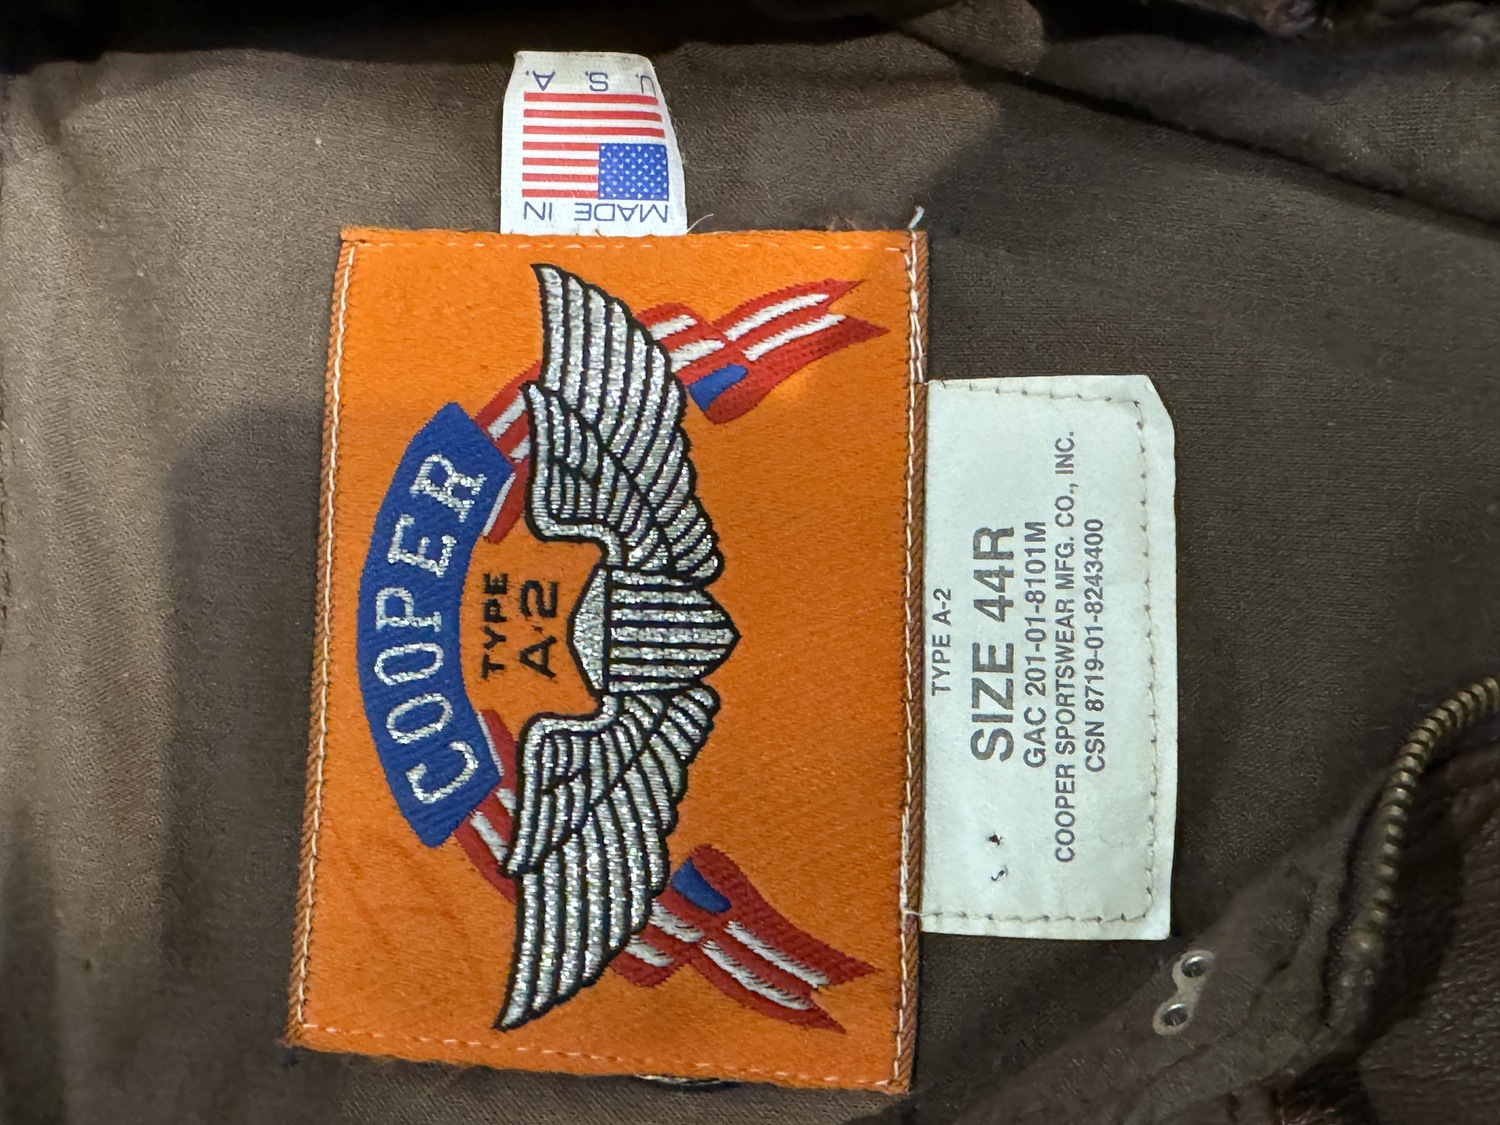 MADE IN
U. S. A.
COOPER
TYPE
A-2
TYPE A-2
SIZE 44R
GAC 201-01-8101M
COOPER SPORTSWEAR MFG. CO., INC.
CSN 8719-01-8243400